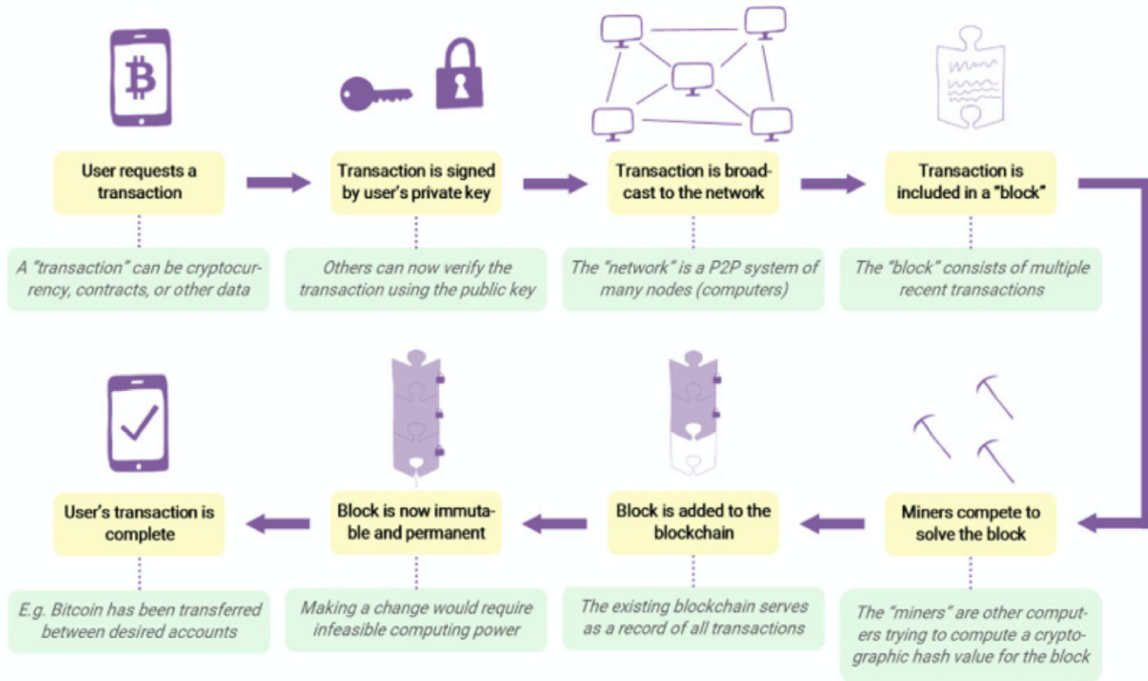 User requests a
transaction
A “transaction” can be cryptocur-
rency, contracts, or other data
Transaction is signed
by user’s private key
Others can now verify the
transaction using the public key
Transaction is broad-
cast to the network
The “network” is a P2P system of
many nodes (computers)
Transaction is
included in a “block”
The “block” consists of multiple
recent transactions
Miners compete to
solve the block
The “miners” are other comput-
ers trying to compute a crypto-
graphic hash value for the block
Block is added to the
blockchain
The existing blockchain serves
as a record of all transactions
Block is now immuta-
ble and permanent
Making a change would require
infeasible computing power
User’s transaction is
complete
E.g. Bitcoin has been transferred
between desired accounts